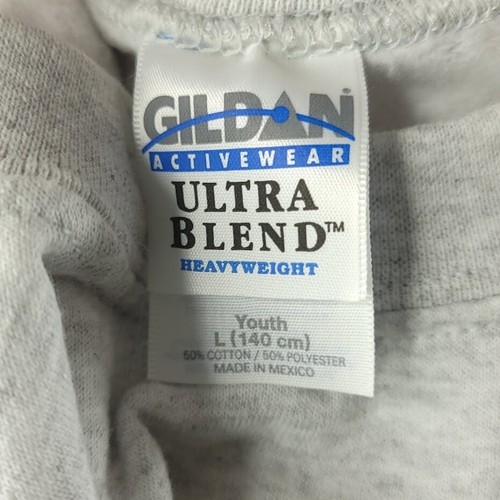 GILDAN®
ACTIVEWEAR
ULTRA
BLEND™
HEAVYWEIGHT
Youth
L (140 cm)
50% COTTON / 50% POLYESTER
MADE IN MEXICO